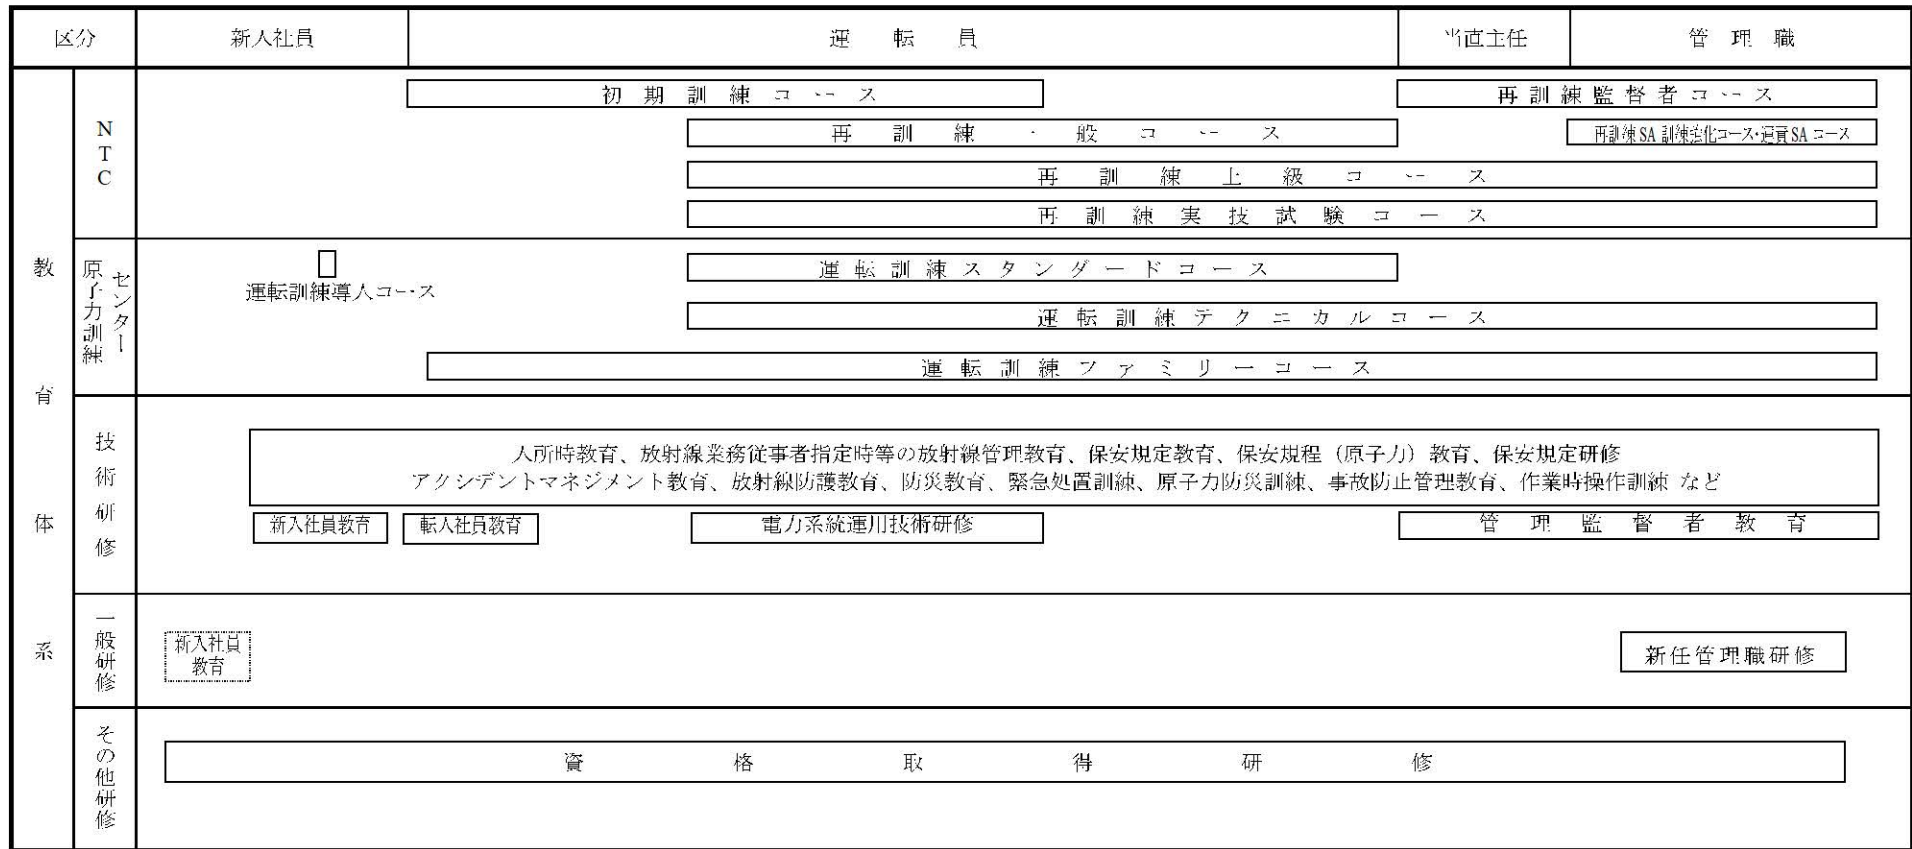 区分 新入社員 運転員 当直主任 管理職
教育体系
NTC
初期訓練コース 再訓練監督者コース
再訓練一般コース 再訓練SA訓練強化コース・運責SAコース
再訓練上級コース
再訓練実技試験コース
原子力訓練センター
運転訓練スタンダードコース
運転訓練導入コース
運転訓練テクニカルコース
運転訓練ファミリーコース
技術研修
入所時教育、放射線業務従事者指定時等の放射線管理教育、保安規定教育、保安規程（原子力）教育、保安規定研修
アクシデントマネジメント教育、放射線防護教育、防災教育、緊急処置訓練、原子力防災訓練、事故防止管理教育、作業時操作訓練 など
新入社員教育 転入社員教育 電力系統運用技術研修 管理監督者教育
一般研修
新入社員
教育
新任管理職研修
その他研修
資格取得研修